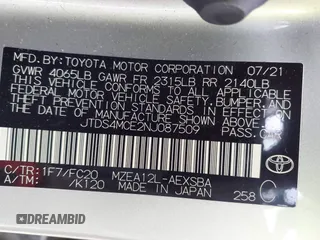 MFD. BY: TOYOTA MOTOR CORPORATION 07/21
GVWR 4065LB GAWR FR 2315LB RR 2140LB
THIS VEHICLE CONFORMS TO ALL APPLICABLE
FEDERAL MOTOR VEHICLE SAFETY, BUMPER, AND
THEFT PREVENTION STANDARDS IN EFFECT ON THE
DATE OF MANUFACTURE SHOWN ABOVE.
JTDS4MCE2NJ087509 PASS. CAR
C/TR: 1F7/FC20 MZEA12L-AEXSBA
A/TM: /K120 MADE IN JAPAN 258
TOYOTA
DREAMBID